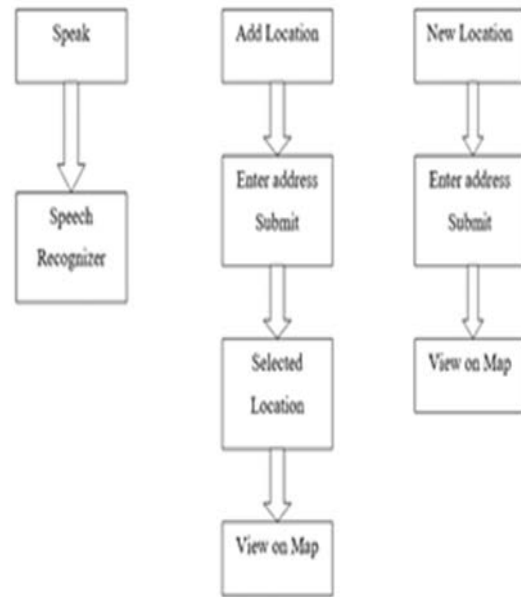 Speak
Speech
Recognizer
Add Location
Enter address
Submit
Selected
Location
View on Map
New Location
Enter address
Submit
View on Map